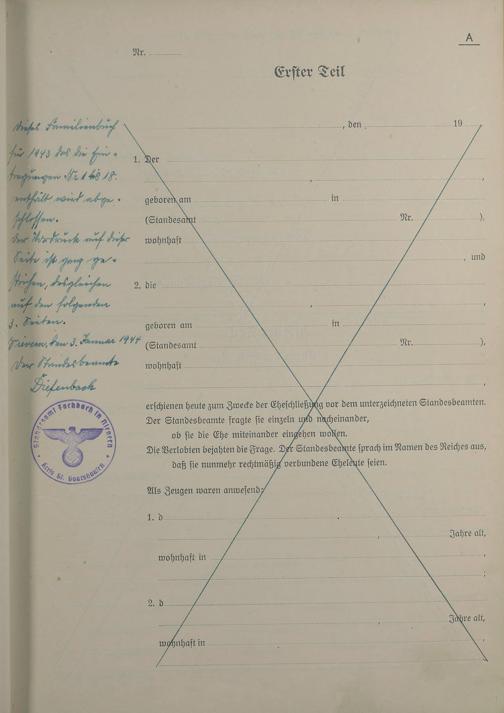 A
Nr.
Erster Teil
, den 19
Dieses Familienbuch
für 1943 das die Ein-
tragungen Nr. 1 bis 18.
enthält wird abge-
schlossen.
Der Vordruck auf dieser
Seite ist ganz ge-
strichen, desgleichen
auf den folgenden
3. Seiten.
Nievern, den 3. Januar 1944
Der Standesbeamte
Diefenbach
Standesamt Fachbach in Nievern
Kreis St. Goarshausen
1. Der
,
geboren am in
(Standesamt Nr. ).
wohnhaft
, und
2. die
,
geboren am in
(Standesamt Nr. ).
wohnhaft
,
erschienen heute zum Zwecke der Eheschließung vor dem unterzeichneten Standesbeamten.
Der Standesbeamte fragte sie einzeln und nacheinander,
ob sie die Ehe miteinander eingehen wollen.
Die Verlobten bejahten die Frage. Der Standesbeamte sprach im Namen des Reiches aus,
daß sie nunmehr rechtmäßig verbundene Eheleute seien.
Als Zeugen waren anwesend:
1. d
, Jahre alt,
wohnhaft in ,
;
2. d
, Jahre alt,
wohnhaft in